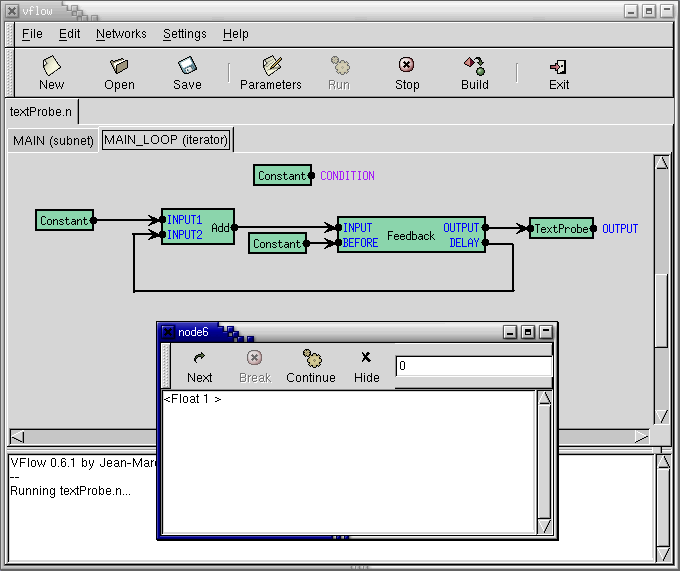 vflow
File Edit Networks Settings Help
New Open Save Parameters Run Stop Build Exit
textProbe.n
MAIN (subnet) MAIN_LOOP (iterator)
Constant CONDITION
Constant INPUT1 INPUT2 Add
Constant
INPUT BEFORE Feedback OUTPUT DELAY
TextProbe OUTPUT
node6
Next Break Continue Hide 0
<Float 1 >
VFlow 0.6.1 by Jean-Marc
--
Running textProbe.n...